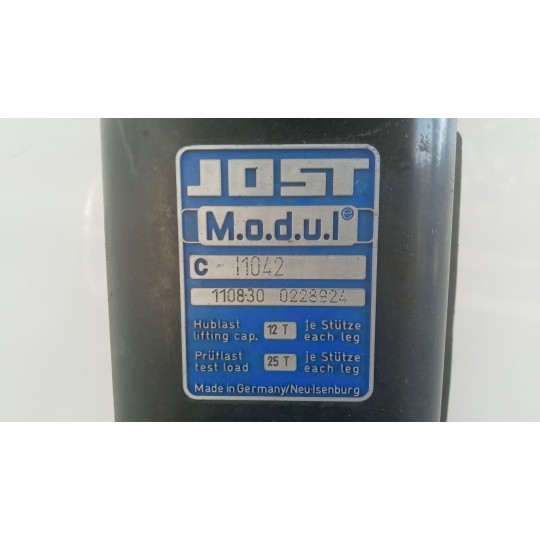 JOST
M.o.d.u.l ®
C I1042
110830 0228924
Hublast lifting cap. 12 T je Stütze each leg
Prüflast test load 25 T je Stütze each leg
Made in Germany/Neu-Isenburg